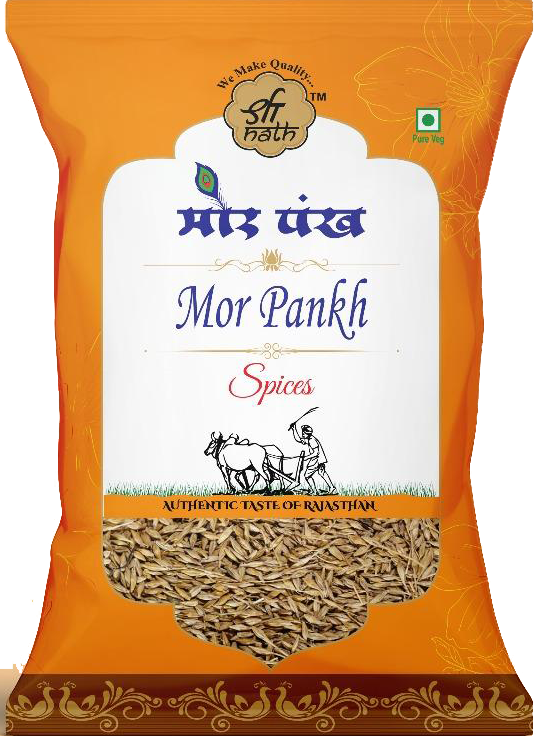 We Make Quality...
श्री
nath
TM
Pure Veg
मोर पंख
Mor Pankh
Spices
AUTHENTIC TASTE OF RAJASTHAN